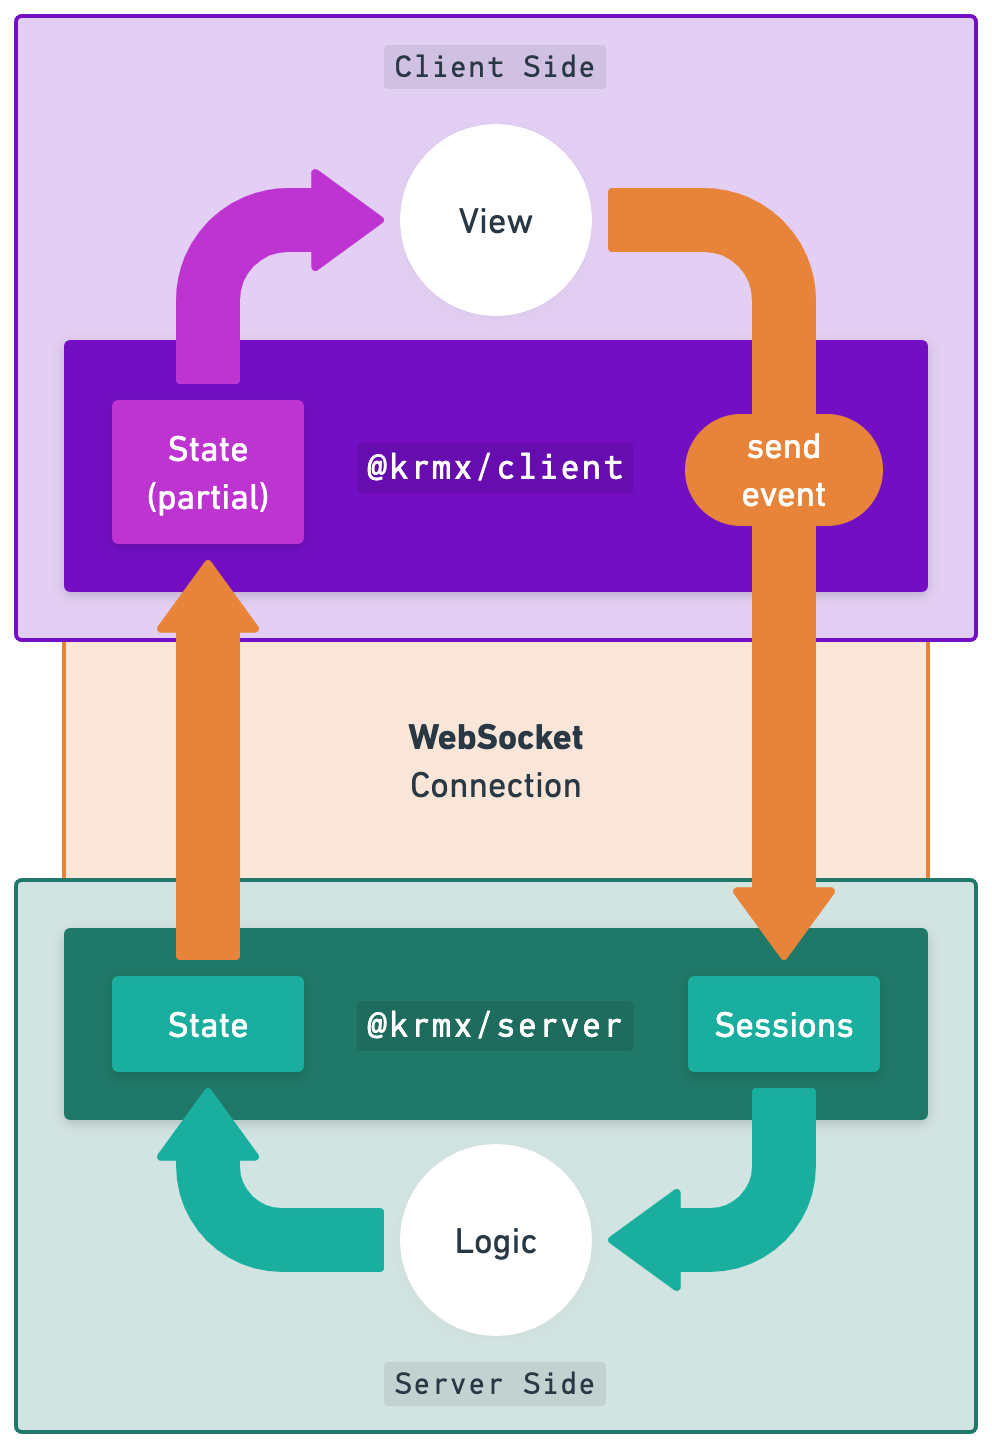 Client Side
View
State
(partial)
@krmx/client
send
event
WebSocket
Connection
State
@krmx/server
Sessions
Logic
Server Side